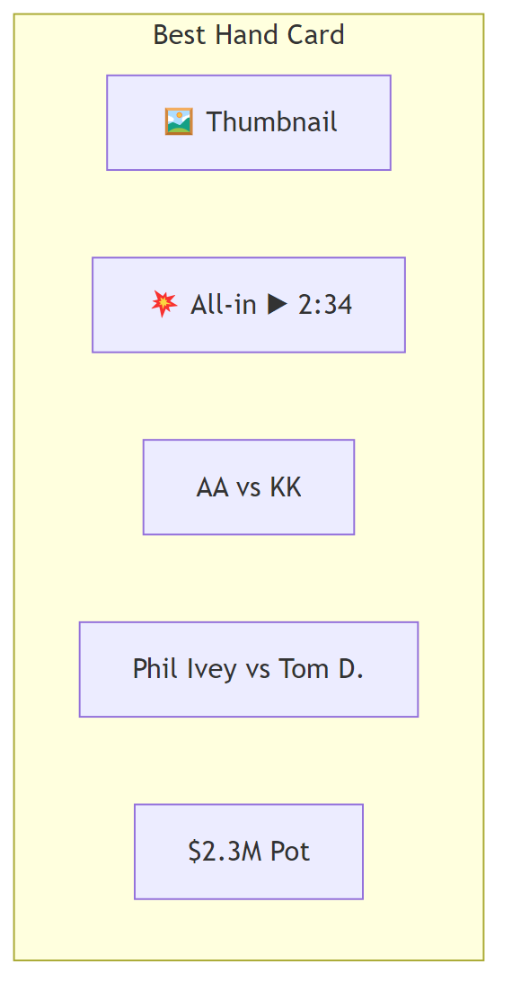 Best Hand Card
🖼️ Thumbnail
💥 All-in ▶ 2:34
AA vs KK
Phil Ivey vs Tom D.
$2.3M Pot